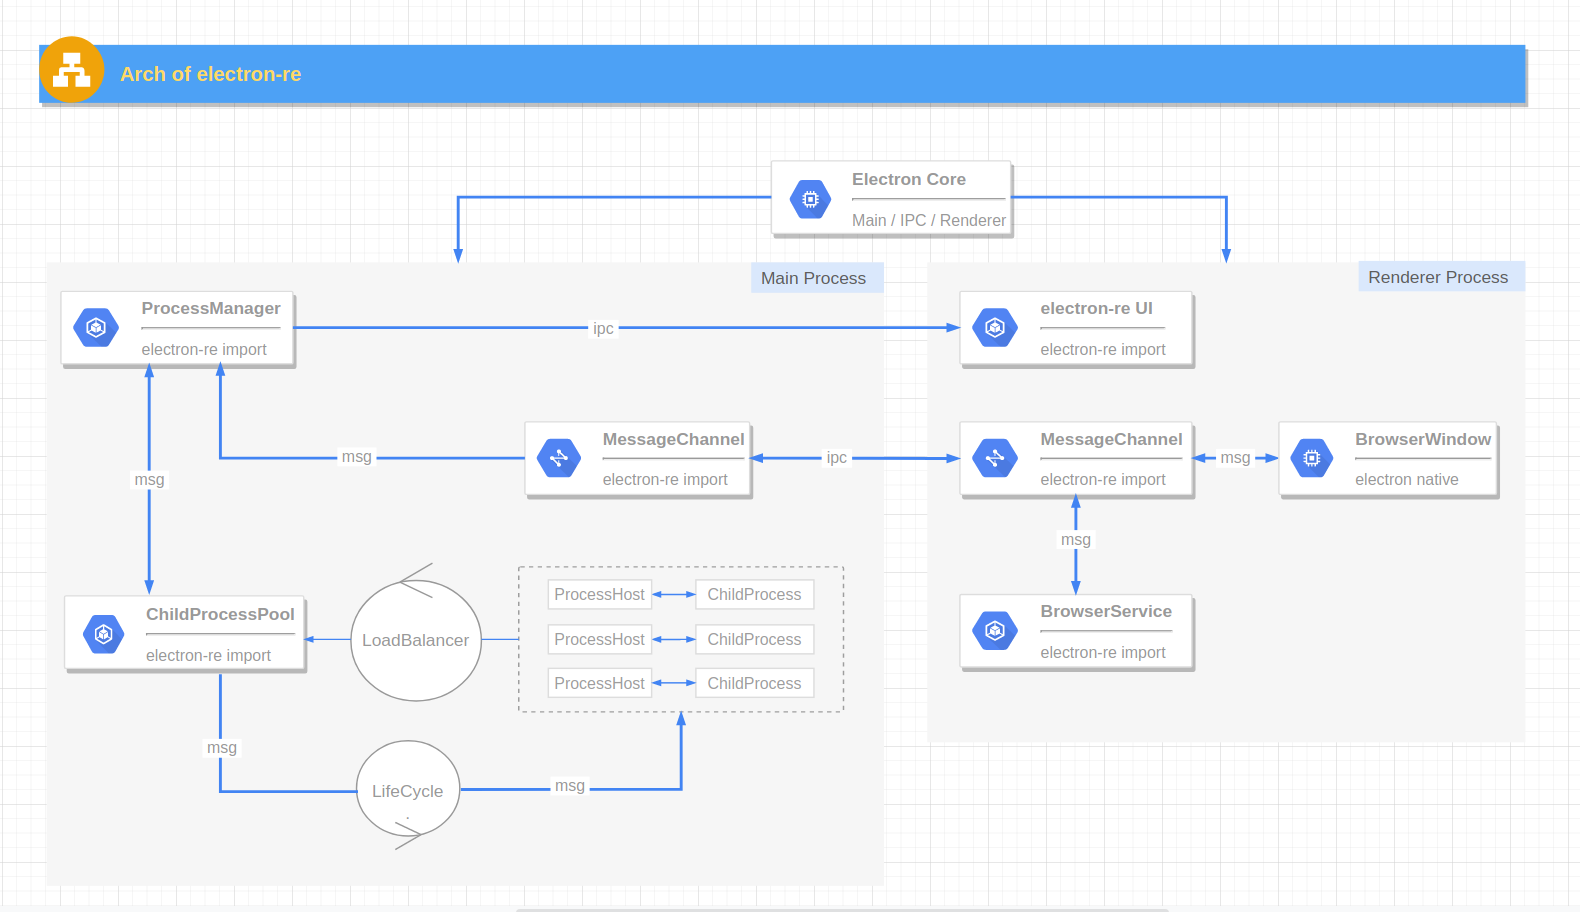 Arch of electron-re
Electron Core
Main / IPC / Renderer
Main Process
Renderer Process
ProcessManager
electron-re import
ipc
electron-re UI
electron-re import
msg
MessageChannel
electron-re import
ipc
MessageChannel
electron-re import
msg
BrowserWindow
electron native
msg
msg
ChildProcessPool
electron-re import
LoadBalancer
ProcessHost
ChildProcess
ProcessHost
ChildProcess
ProcessHost
ChildProcess
BrowserService
electron-re import
msg
LifeCycle
.
msg